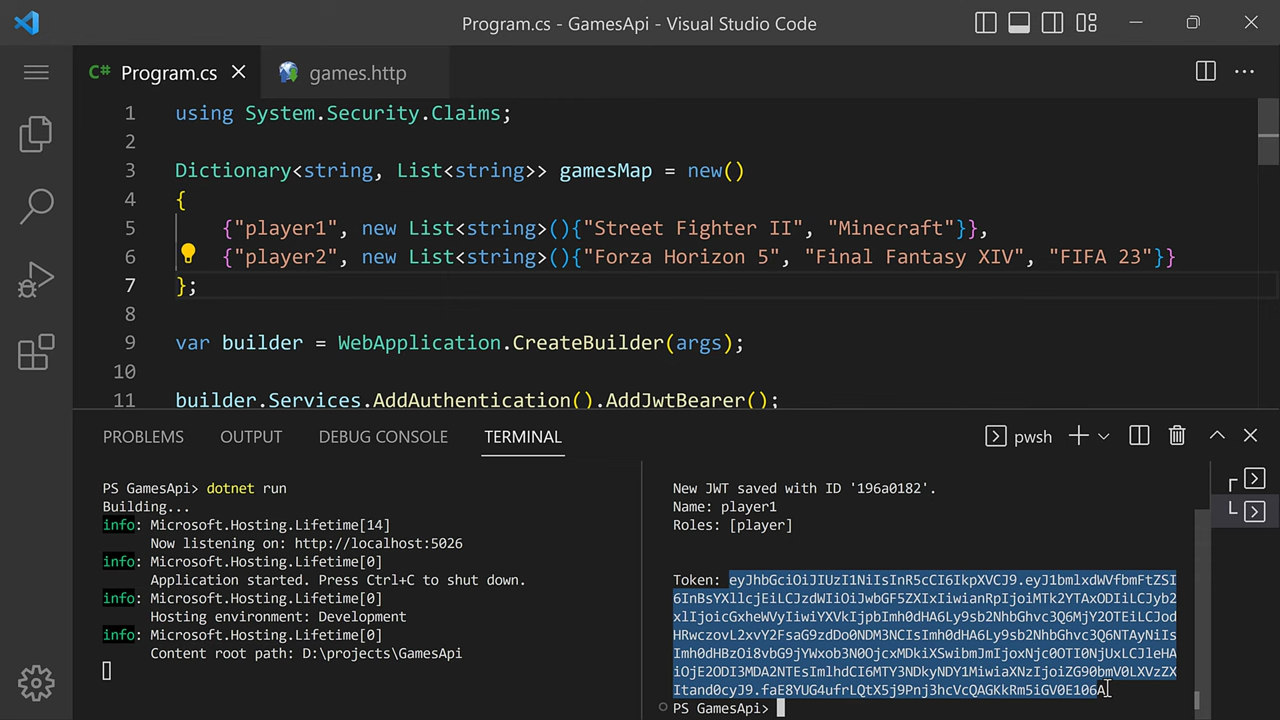 Program.cs - GamesApi - Visual Studio Code
C# Program.cs
games.http
1 using System.Security.Claims;
2
3 Dictionary<string, List<string>> gamesMap = new()
4 {
5 {"player1", new List<string>(){"Street Fighter II", "Minecraft"}},
6 {"player2", new List<string>(){"Forza Horizon 5", "Final Fantasy XIV", "FIFA 23"}}
7 };
8
9 var builder = WebApplication.CreateBuilder(args);
10
11 builder.Services.AddAuthentication().AddJwtBearer();
PROBLEMS OUTPUT DEBUG CONSOLE TERMINAL
pwsh
PS GamesApi> dotnet run
Building...
info: Microsoft.Hosting.Lifetime[14]
Now listening on: http://localhost:5026
info: Microsoft.Hosting.Lifetime[0]
Application started. Press Ctrl+C to shut down.
info: Microsoft.Hosting.Lifetime[0]
Hosting environment: Development
info: Microsoft.Hosting.Lifetime[0]
Content root path: D:\projects\GamesApi
New JWT saved with ID '196a0182'.
Name: player1
Roles: [player]
Token: eyJhbGciOiJIUzI1NiIsInR5cCI6IkpXVCJ9.eyJ1bmlxdWVfbmFtZSI
6InBsYXllcjEiLCJzdWIiOiJwbGF5ZXIxIiwianRpIjoiMTk2YTAxODIiLCJyb2
xlIjoicGxheWVyIiwiYXVkIjpbImh0dHA6Ly9sb2NhbGhvc3Q6MjY2OTEiLCJod
HRwczovL2xvY2FsaG9zdDo0NDM3NCIsImh0dHA6Ly9sb2NhbGhvc3Q6NTAyNiIs
Imh0dHBzOi8vbG9jYWxob3N0OjcxMDkiXSwibmJmIjoxNjc0OTI0NjUxLCJleHA
iOjE2ODI3MDA2NTEsImlhdCI6MTY3NDkyNDY1MiwiaXNzIjoiZG90bmV0LXVzZX
Itand0cyJ9.faE8YUG4ufrLQtX5j9Pnj3hcVcQAGKkRm5iGV0E106A
PS GamesApi>